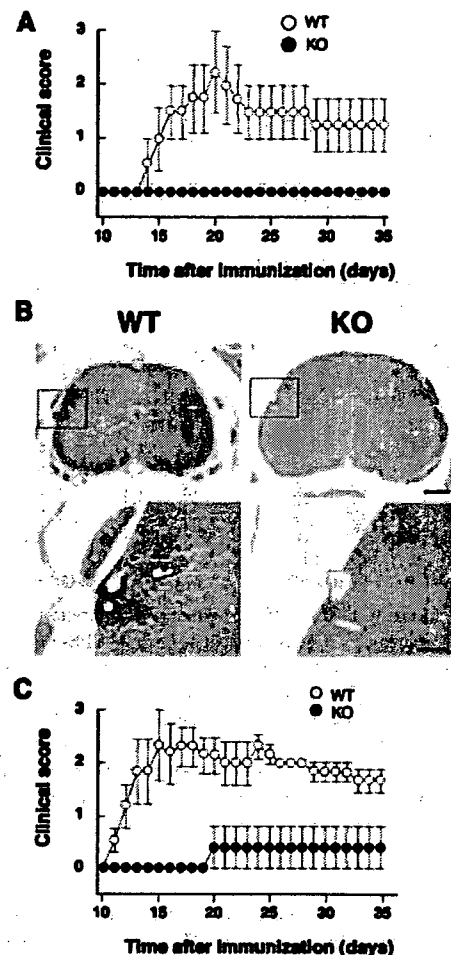 A
WT
KO
Clinical score
3
2
1
0
10 15 20 25 30 35
Time after immunization (days)
B
WT KO
C
WT
KO
Clinical score
3
2
1
0
10 15 20 25 30 35
Time after immunization (days)